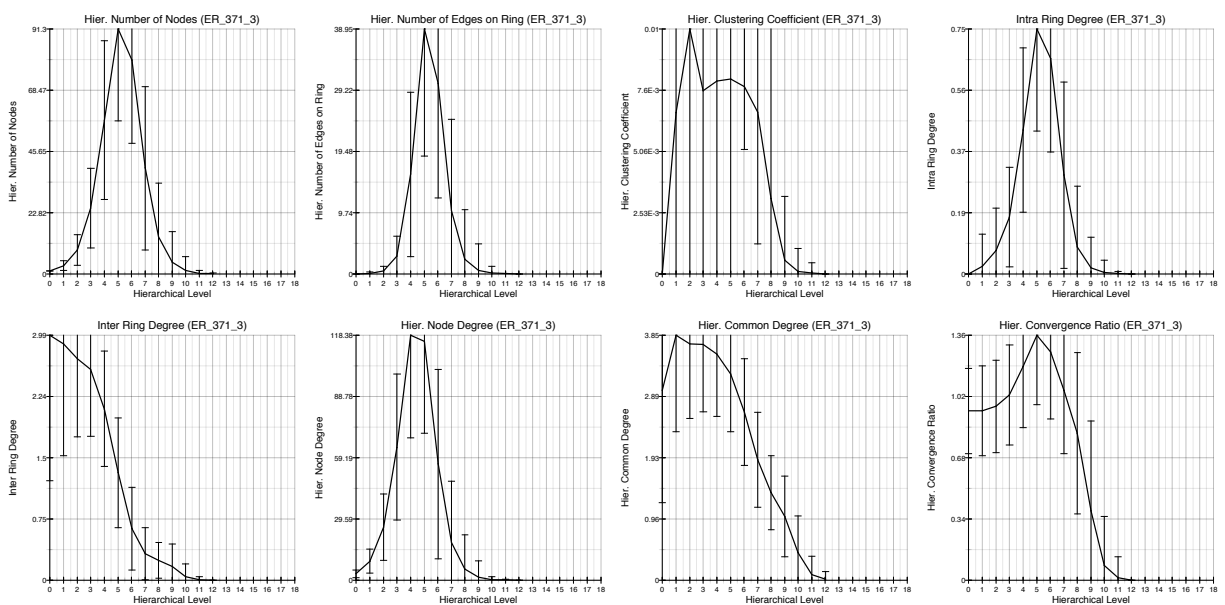 Hier. Number of Nodes (ER_371_3)
91.3
68.47
45.65
22.82
0
Hier. Number of Nodes
0 1 2 3 4 5 6 7 8 9 10 11 12 13 14 15 16 17 18
Hierarchical Level
Hier. Number of Edges on Ring (ER_371_3)
38.95
29.22
19.48
9.74
0
Hier. Number of Edges on Ring
0 1 2 3 4 5 6 7 8 9 10 11 12 13 14 15 16 17 18
Hierarchical Level
Hier. Clustering Coefficient (ER_371_3)
0.01
7.6E-3
5.06E-3
2.53E-3
0
Hier. Clustering Coefficient
0 1 2 3 4 5 6 7 8 9 10 11 12 13 14 15 16 17 18
Hierarchical Level
Intra Ring Degree (ER_371_3)
0.75
0.56
0.37
0.19
0
Intra Ring Degree
0 1 2 3 4 5 6 7 8 9 10 11 12 13 14 15 16 17 18
Hierarchical Level
Inter Ring Degree (ER_371_3)
2.99
2.24
1.5
0.75
0
Inter Ring Degree
0 1 2 3 4 5 6 7 8 9 10 11 12 13 14 15 16 17 18
Hierarchical Level
Hier. Node Degree (ER_371_3)
118.38
88.78
59.19
29.59
0
Hier. Node Degree
0 1 2 3 4 5 6 7 8 9 10 11 12 13 14 15 16 17 18
Hierarchical Level
Hier. Common Degree (ER_371_3)
3.85
2.89
1.93
0.96
0
Hier. Common Degree
0 1 2 3 4 5 6 7 8 9 10 11 12 13 14 15 16 17 18
Hierarchical Level
Hier. Convergence Ratio (ER_371_3)
1.36
1.02
0.68
0.34
0
Hier. Convergence Ratio
0 1 2 3 4 5 6 7 8 9 10 11 12 13 14 15 16 17 18
Hierarchical Level